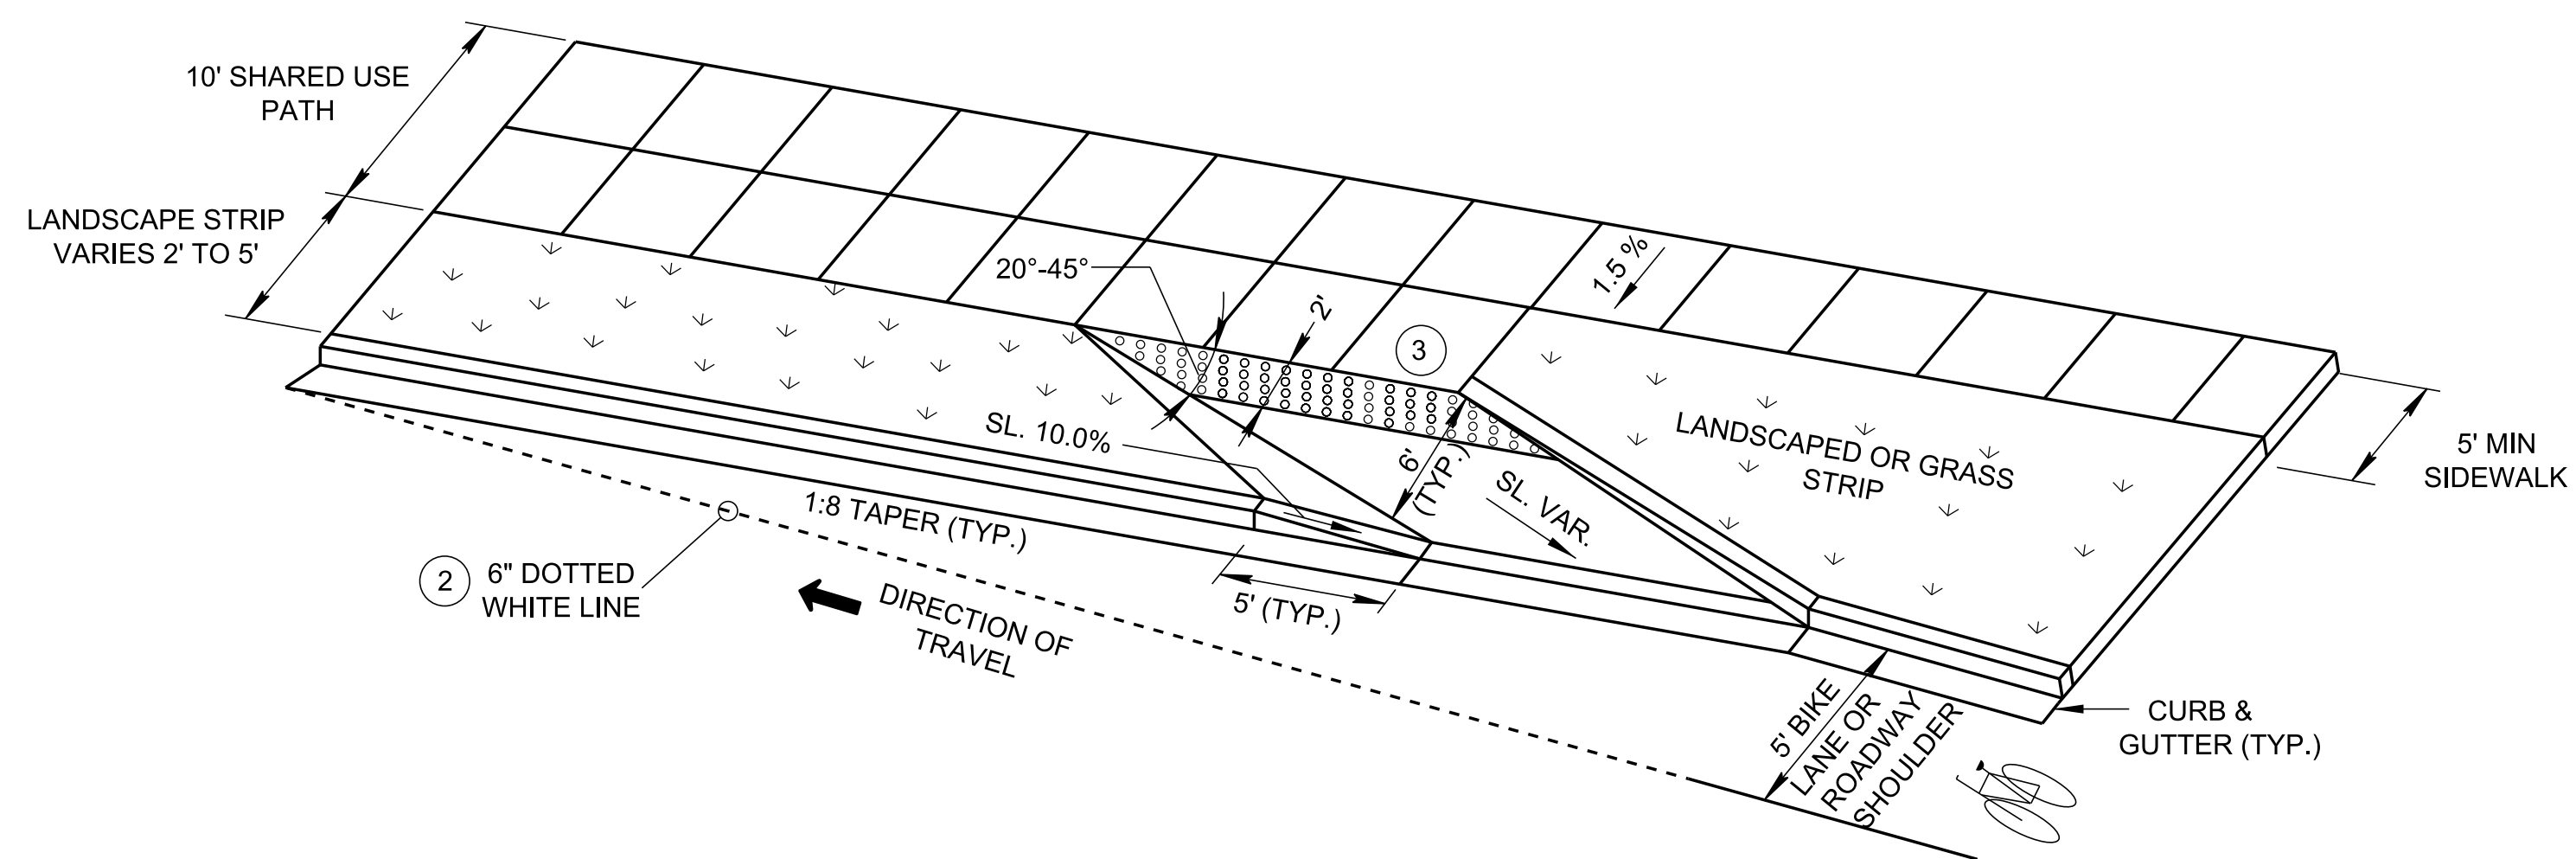 10' SHARED USE
PATH
LANDSCAPE STRIP
VARIES 2' TO 5'
20°-45°
2'
3
1.5 %
SL. 10.0%
6'
(TYP.)
SL. VAR.
LANDSCAPED OR GRASS
STRIP
5' MIN
SIDEWALK
1:8 TAPER (TYP.)
2
6" DOTTED
WHITE LINE
DIRECTION OF
TRAVEL
5' (TYP.)
5' BIKE
LANE OR
ROADWAY
SHOULDER
CURB &
GUTTER (TYP.)